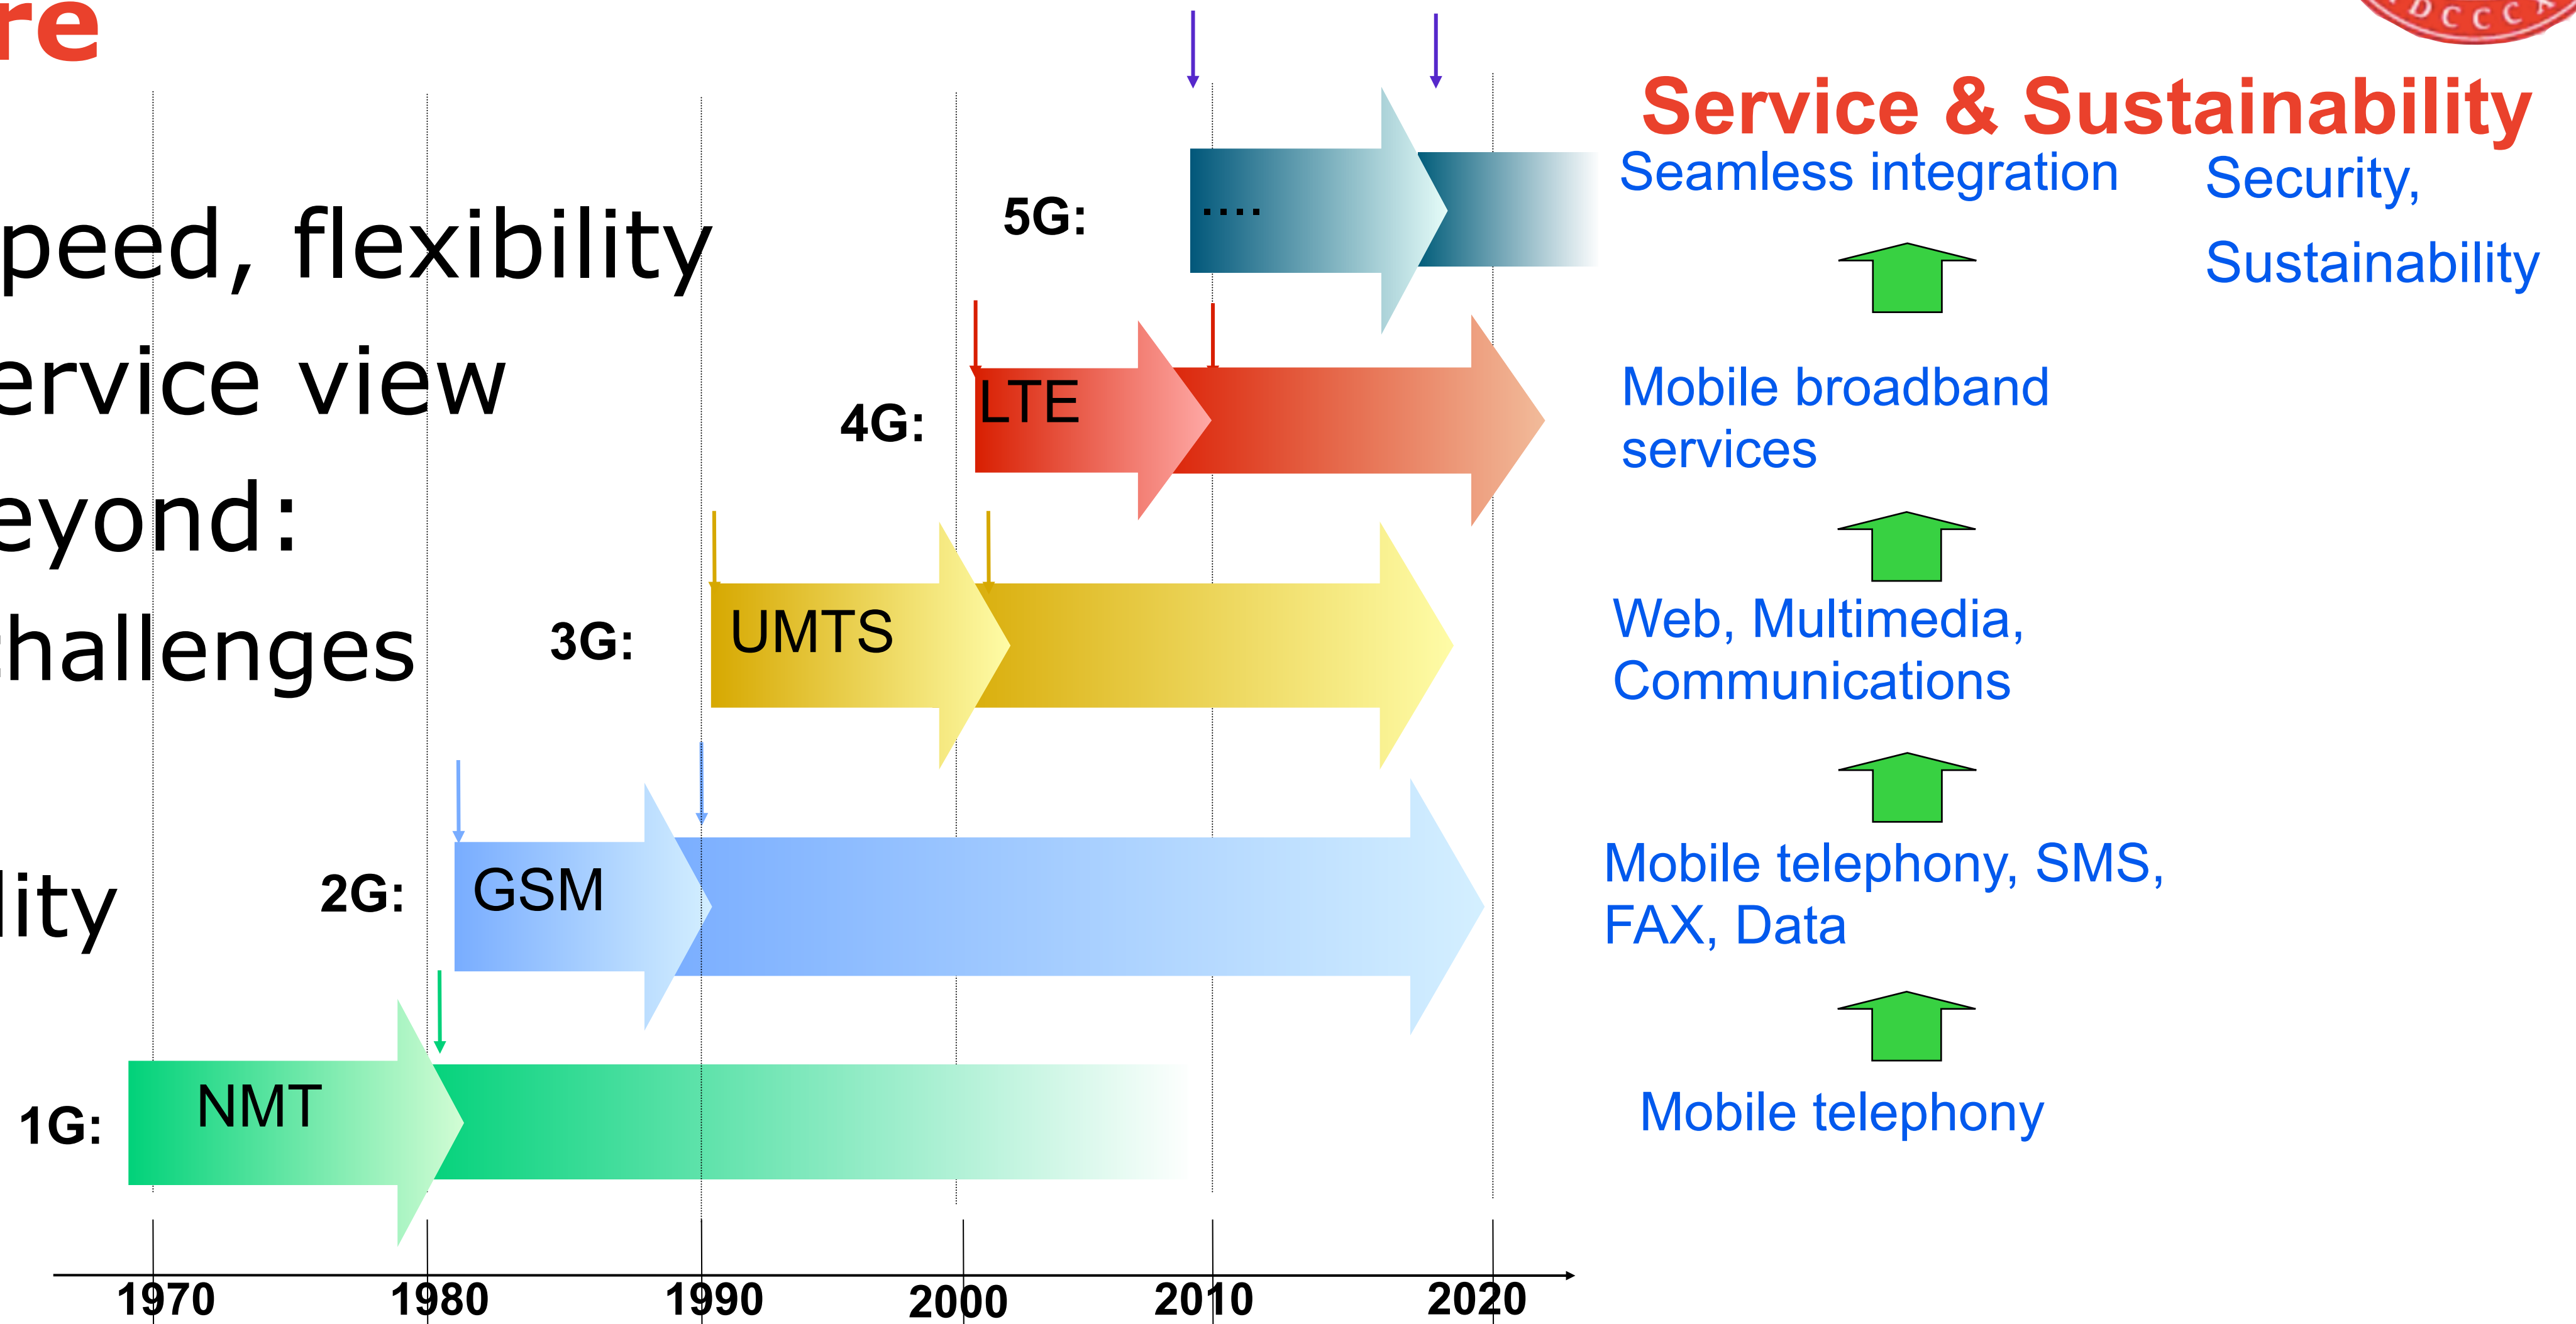 re
Service & Sustainability
peed, flexibility
ervice view
eyond:
challenges
lity
5G:
....
Seamless integration
Security,
Sustainability
4G:
LTE
Mobile broadband
services
3G:
UMTS
Web, Multimedia,
Communications
2G:
GSM
Mobile telephony, SMS,
FAX, Data
1G:
NMT
Mobile telephony
1970
1980
1990
2000
2010
2020
DCCCX